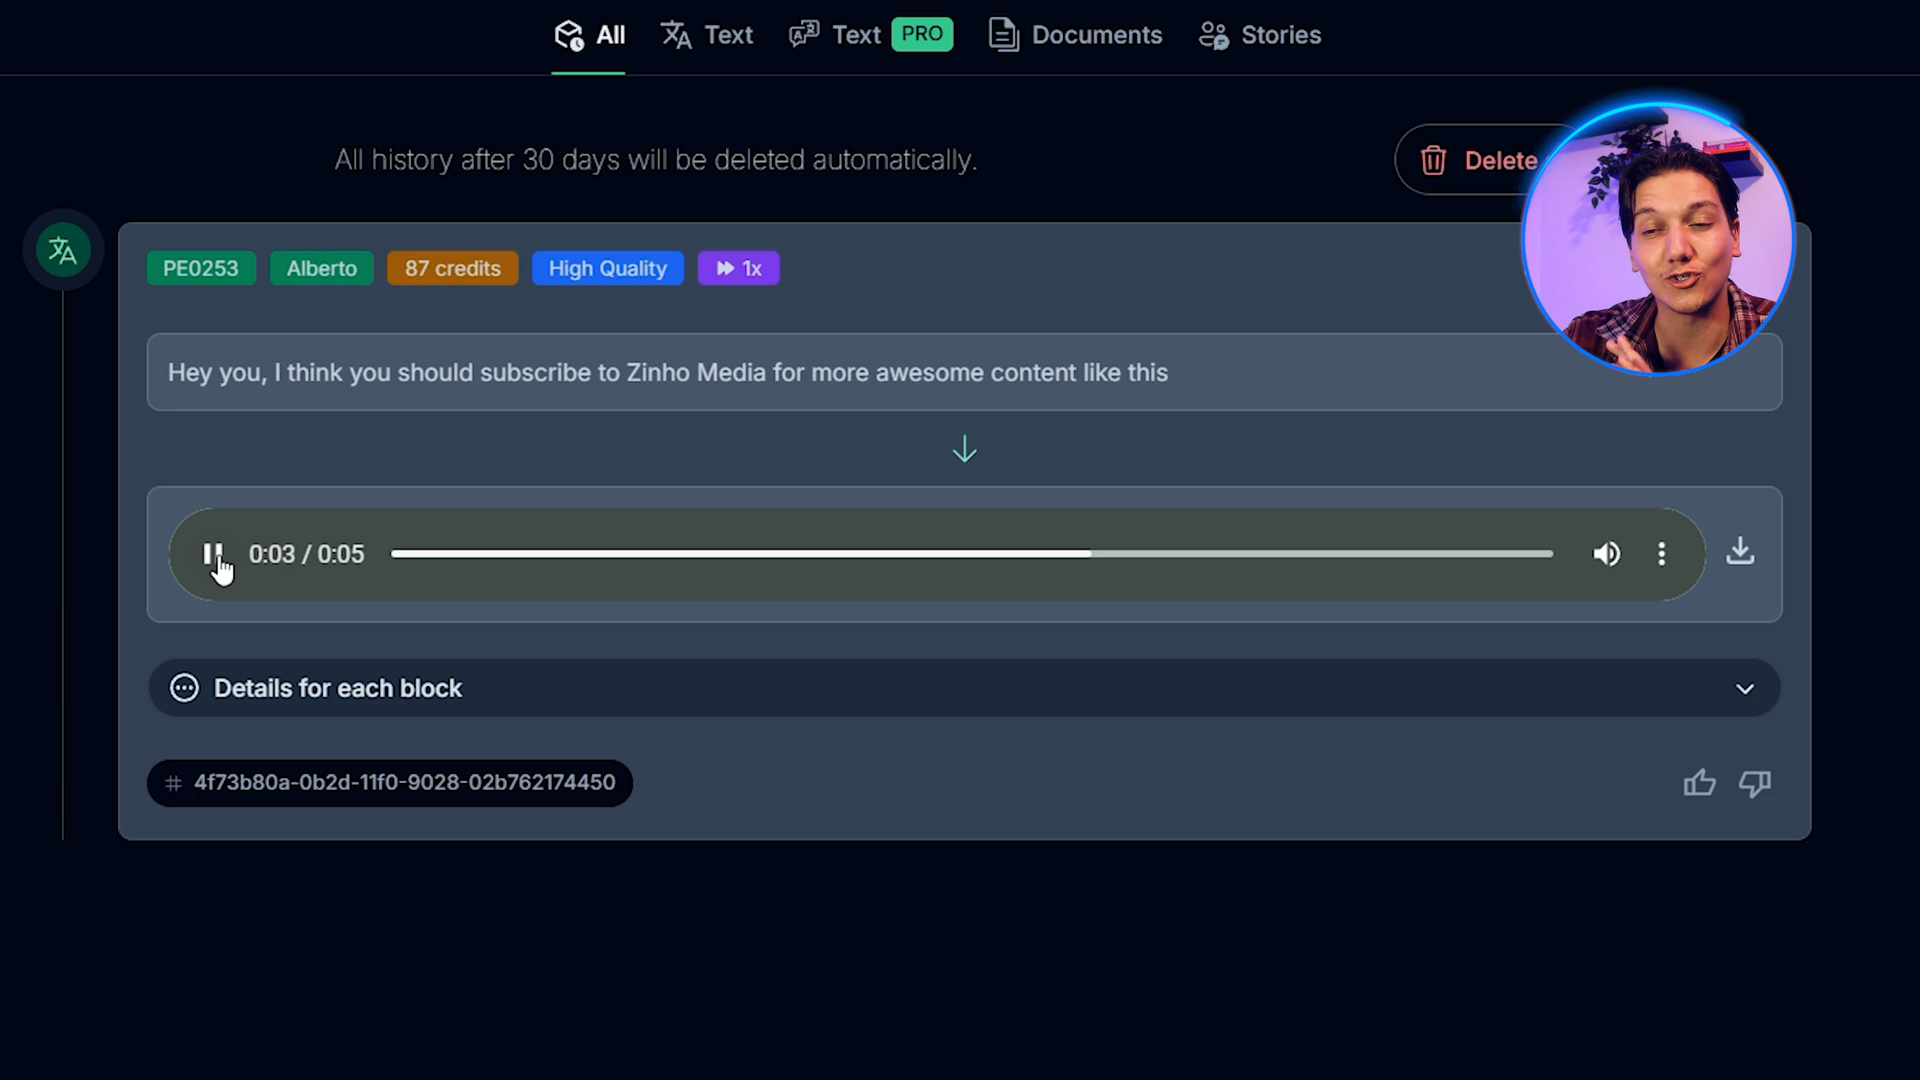 All
Text
Text PRO
Documents
Stories
All history after 30 days will be deleted automatically.
Delete
PE0253
Alberto
87 credits
High Quality
1x
Hey you, I think you should subscribe to Zinho Media for more awesome content like this
0:03 / 0:05
Details for each block
# 4f73b80a-0b2d-11f0-9028-02b762174450